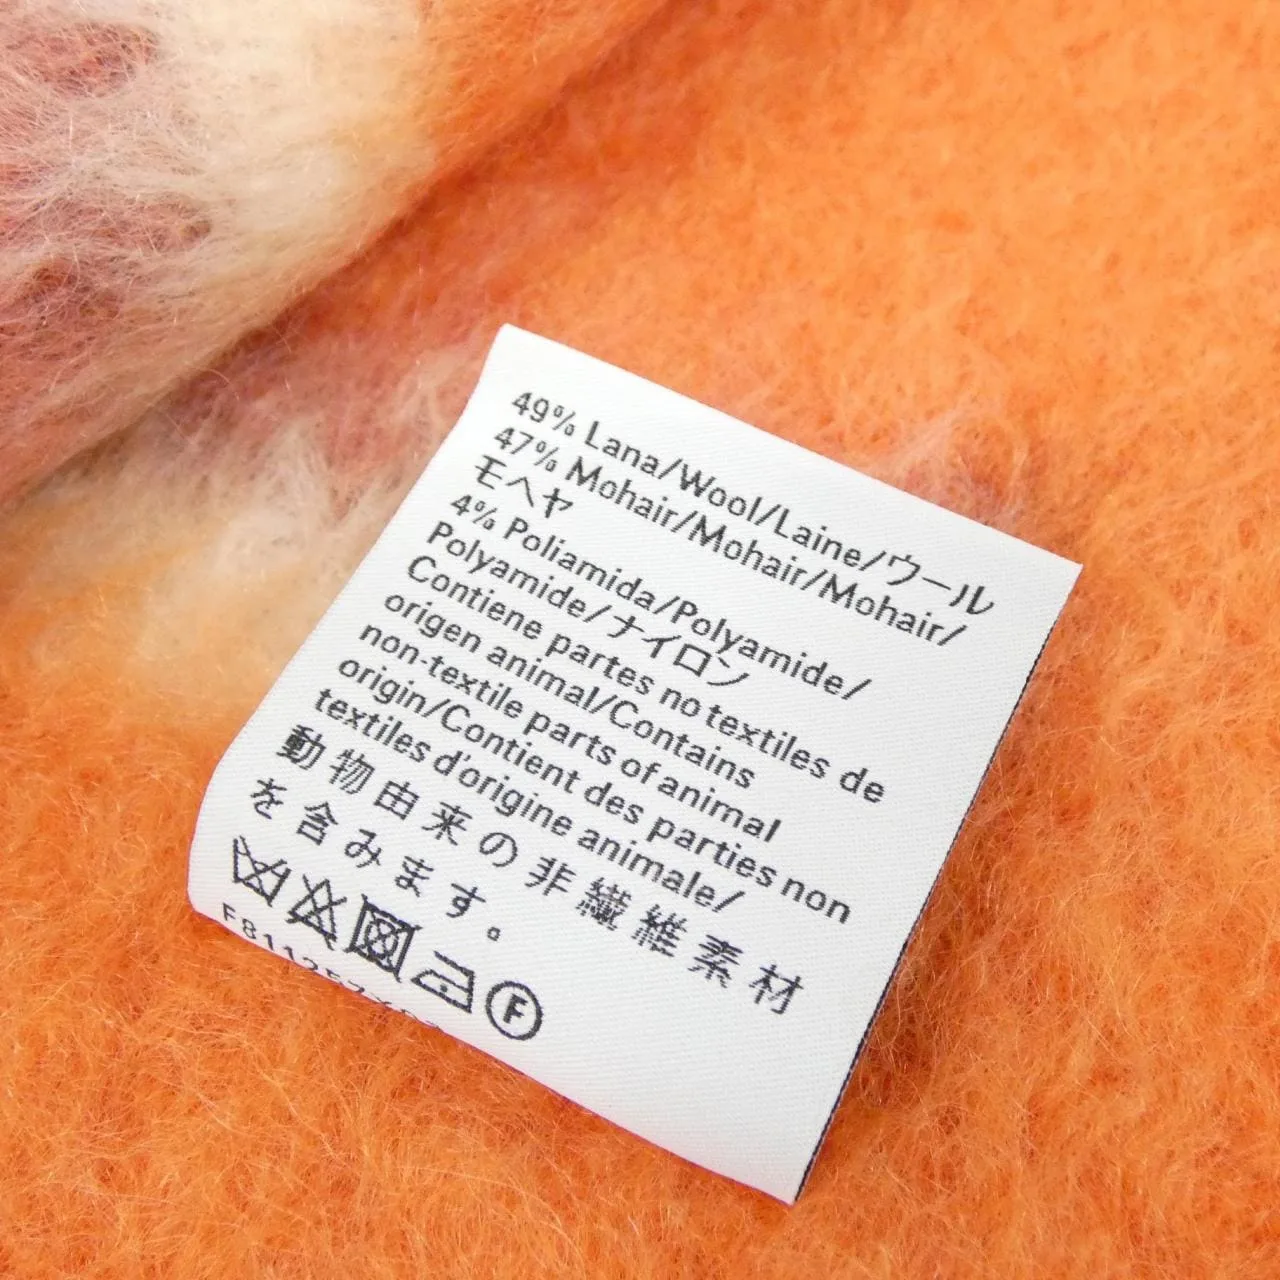 49% Lana/Wool/Laine/ウール
47% Mohair/Mohair/Mohair/
モヘヤ
4% Poliamida/Polyamide/
Polyamide/ナイロン
Contiene partes no textiles de
origen animal/Contains
non-textile parts of animal
origin/Contient des parties non
textiles d'origine animale/
動物由来の非繊維素材
を含みます。
F